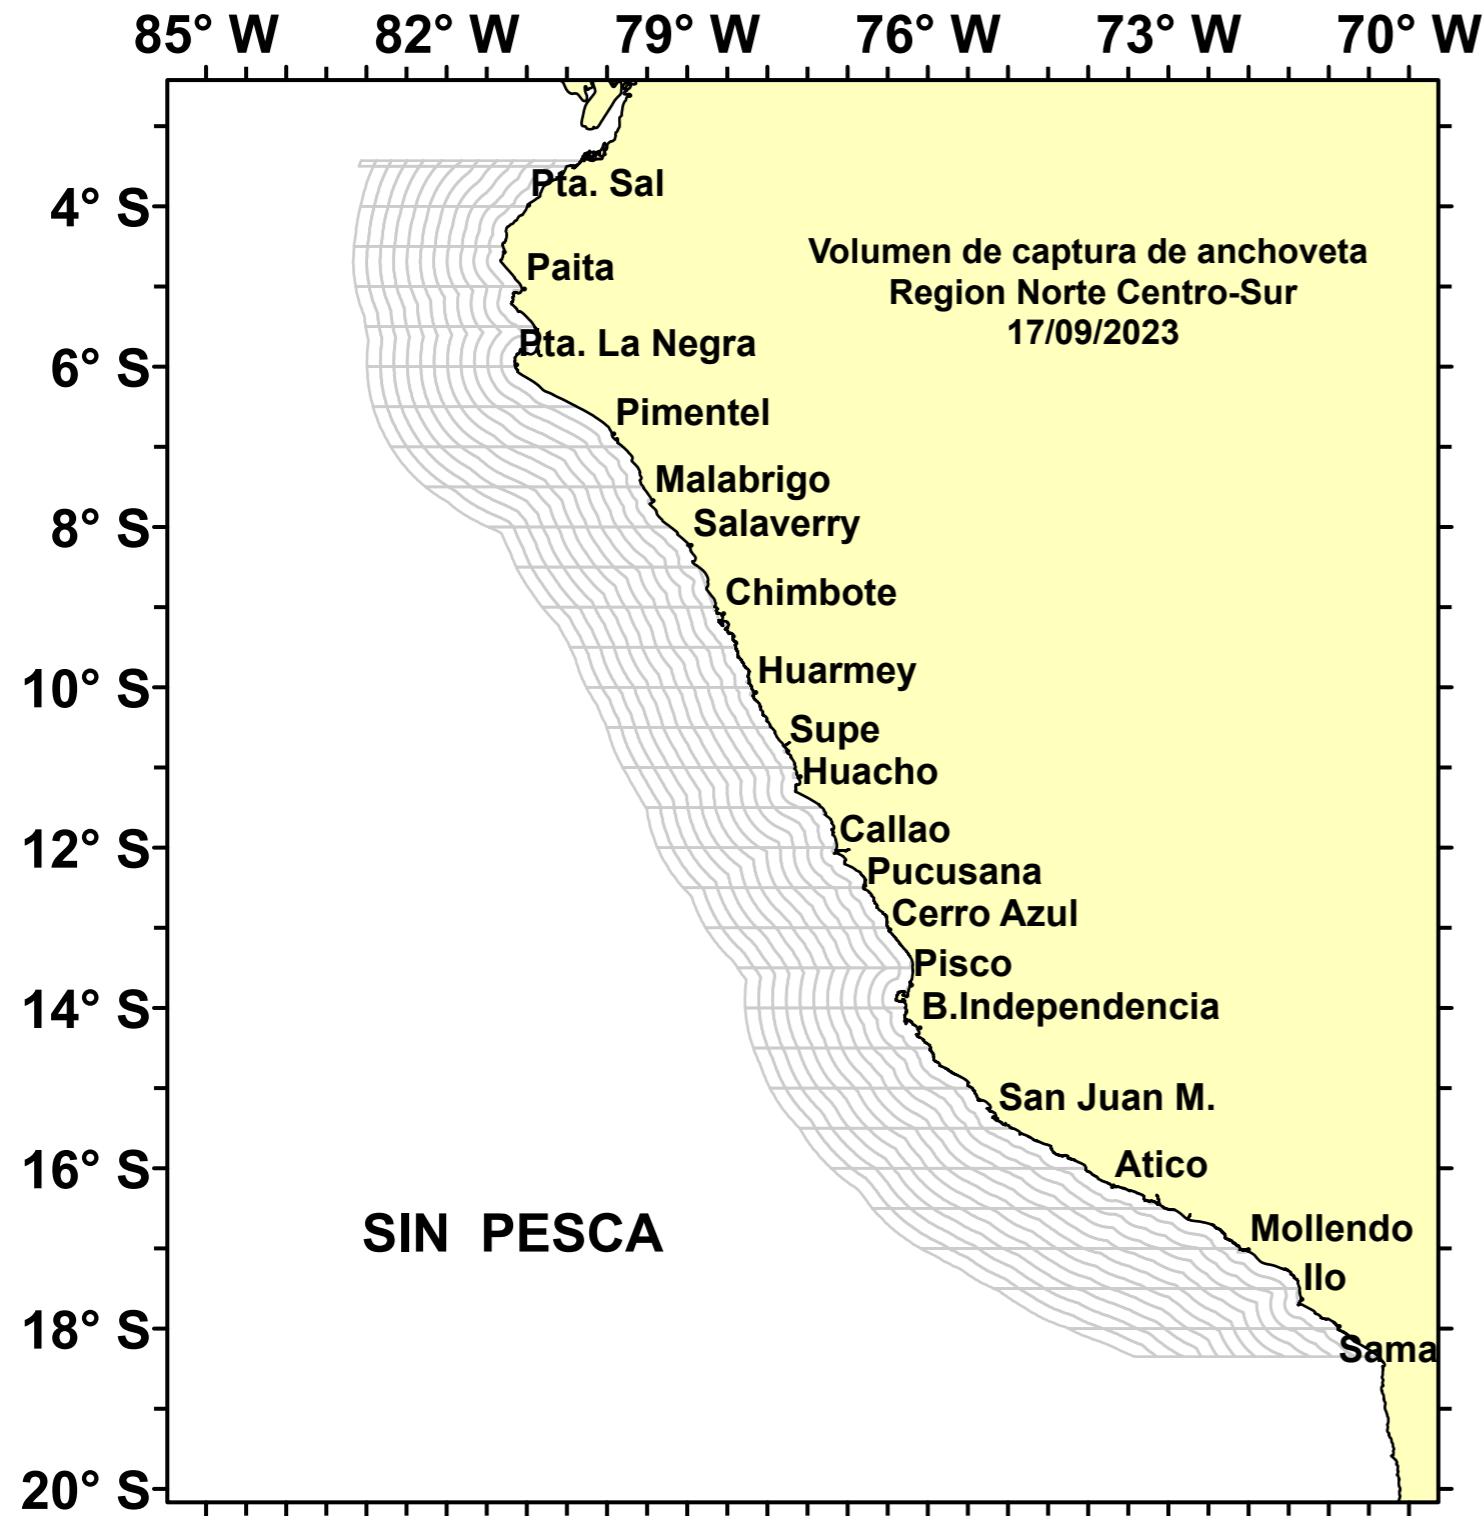 85° W 82° W 79° W 76° W 73° W 70° W
4° S
6° S
8° S
10° S
12° S
14° S
16° S
18° S
20° S
Volumen de captura de anchoveta
Region Norte Centro-Sur
17/09/2023
Pta. Sal
Paita
Pta. La Negra
Pimentel
Malabrigo
Salaverry
Chimbote
Huarmey
Supe
Huacho
Callao
Pucusana
Cerro Azul
Pisco
B.Independencia
San Juan M.
Atico
Mollendo
Ilo
Sama
SIN PESCA